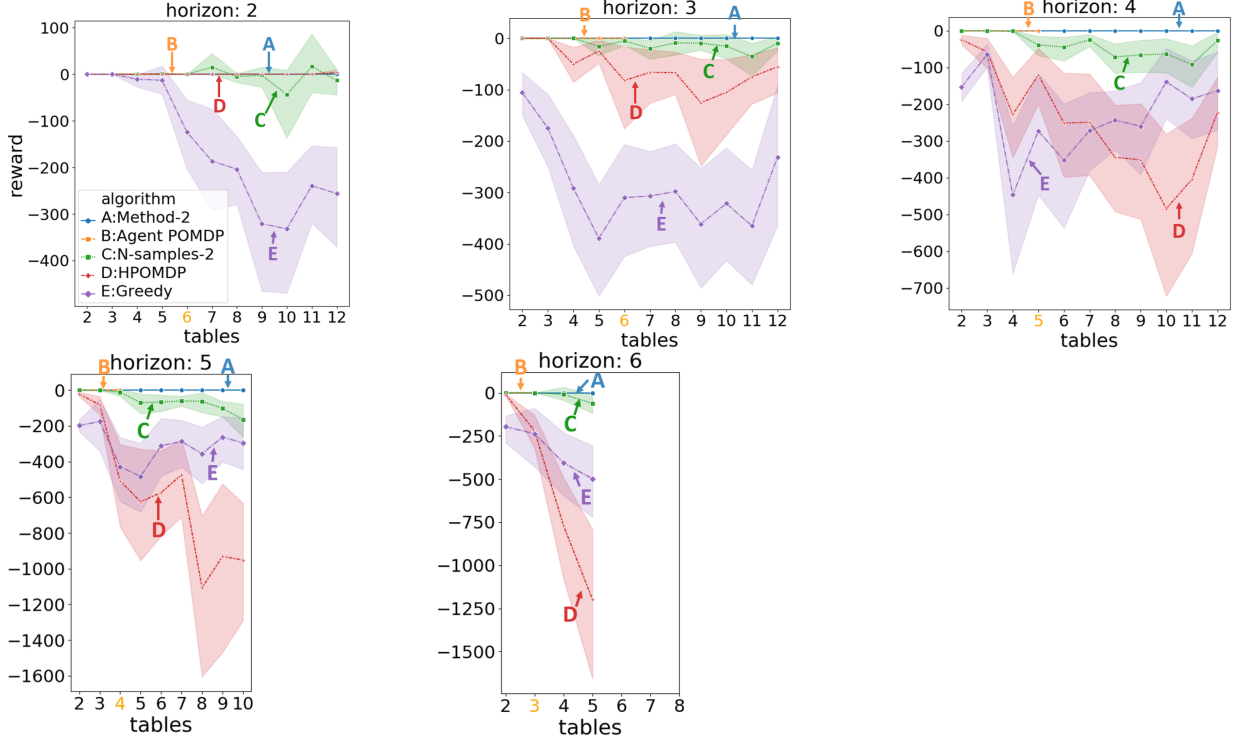 horizon: 2
100
0
−100
−200
−300
−400
reward
B
A
D
C
E
algorithm
A:Method-2
B:Agent POMDP
C:N-samples-2
D:HPOMDP
E:Greedy
2 3 4 5 6 7 8 9 10 11 12
tables
horizon: 3
0
−100
−200
−300
−400
−500
B
A
C
D
E
2 3 4 5 6 7 8 9 10 11 12
tables
horizon: 4
0
−100
−200
−300
−400
−500
−600
−700
B
A
C
E
D
2 3 4 5 6 7 8 9 10 11 12
tables
horizon: 5
0
−200
−400
−600
−800
−1000
−1200
−1400
−1600
B
A
C
E
D
2 3 4 5 6 7 8 9 10
tables
horizon: 6
0
−250
−500
−750
−1000
−1250
−1500
B
A
C
E
D
2 3 4 5 6 7 8
tables